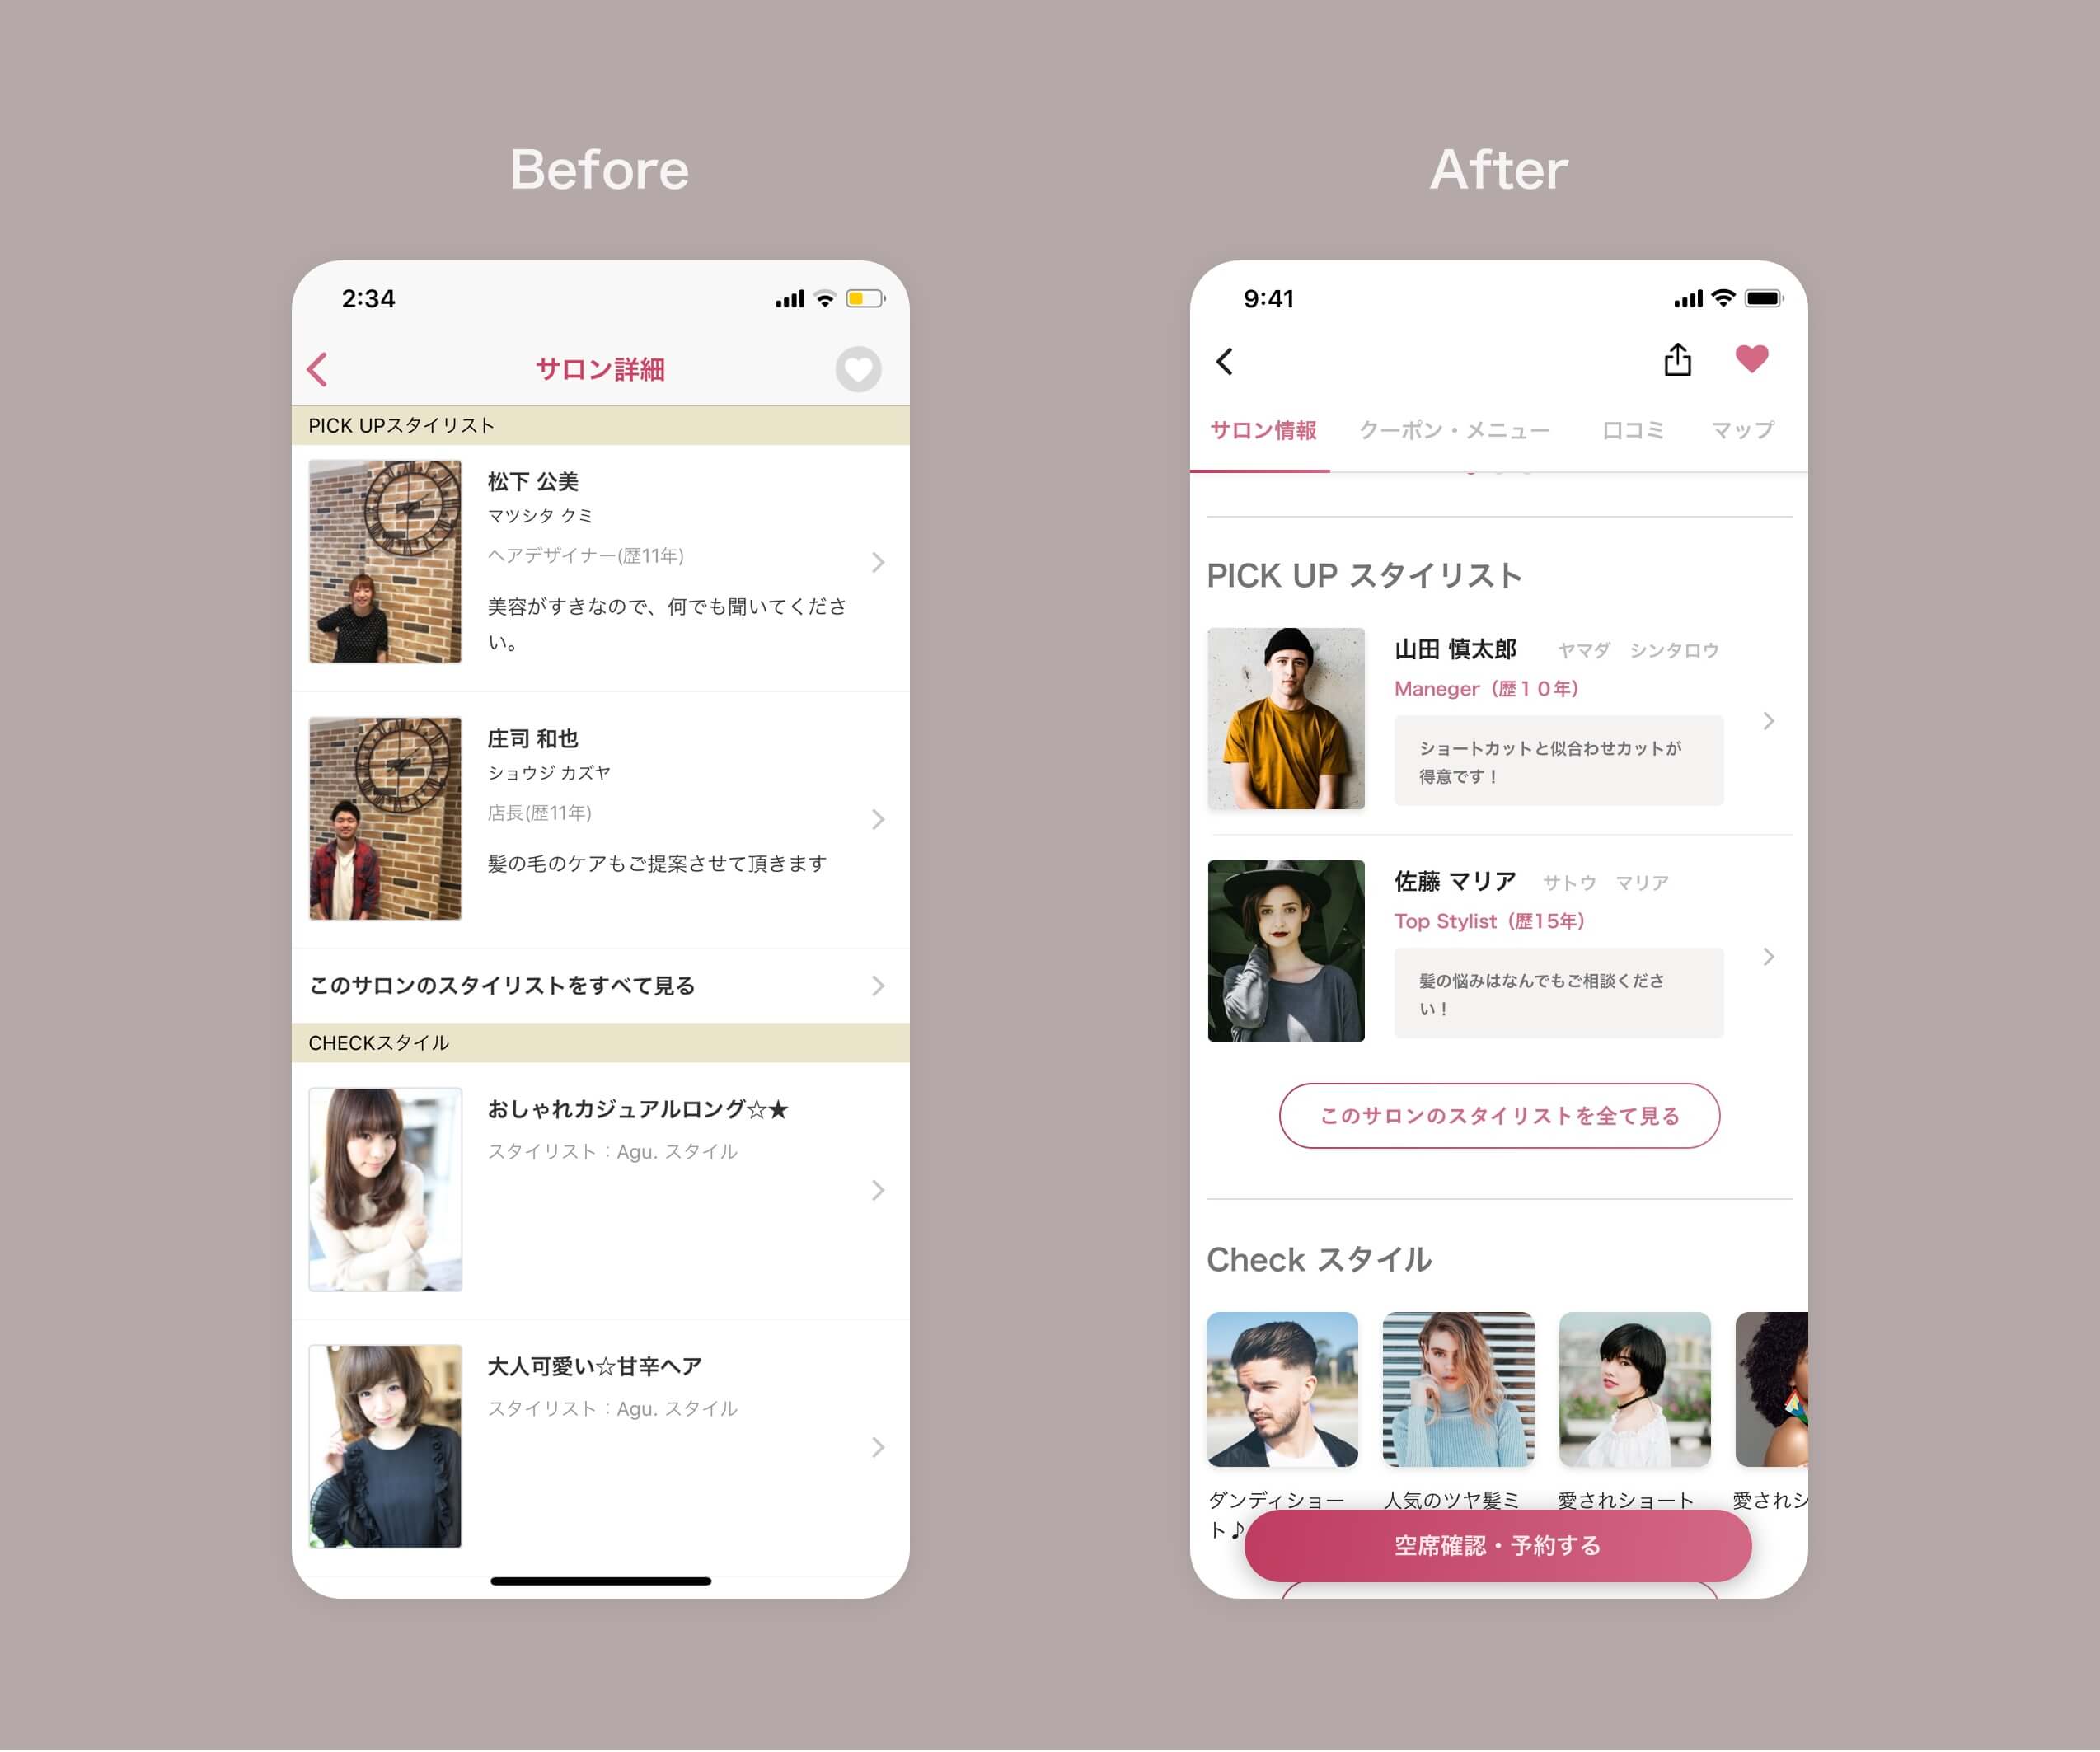 Before
After
2:34
サロン詳細
PICK UPスタイリスト
松下 公美
マツシタ クミ
ヘアデザイナー(歴11年)
美容がすきなので、何でも聞いてくださ
い。
庄司 和也
ショウジ カズヤ
店長(歴11年)
髪の毛のケアもご提案させて頂きます
このサロンのスタイリストをすべて見る
CHECKスタイル
おしゃれカジュアルロング☆★
スタイリスト：Agu. スタイル
大人可愛い☆甘辛ヘア
スタイリスト：Agu. スタイル
9:41
サロン情報 クーポン・メニュー 口コミ マップ
PICK UP スタイリスト
山田 慎太郎 ヤマダ シンタロウ
Maneger（歴１０年）
ショートカットと似合わせカットが
得意です！
佐藤 マリア サトウ マリア
Top Stylist（歴15年）
髪の悩みはなんでもご相談くださ
い！
このサロンのスタイリストを全て見る
Check スタイル
ダンディショー 人気のツヤ髪ミ 愛されショート 愛されシ
ト♪
空席確認・予約する